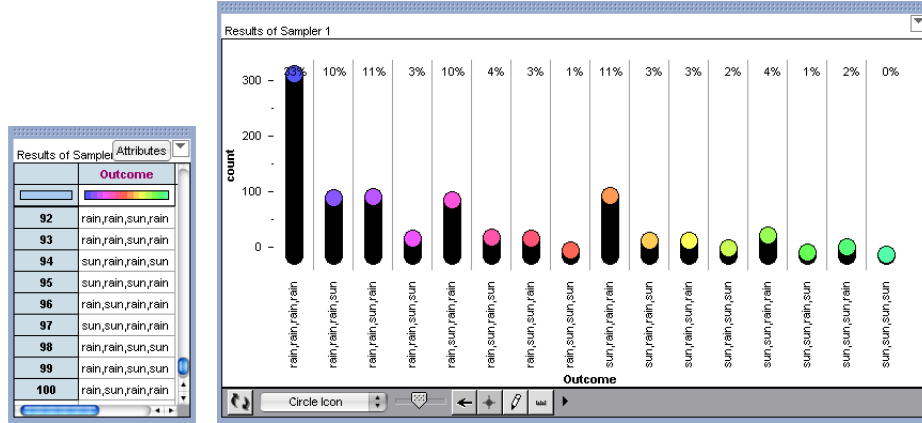 Results of Sampler Attributes
Outcome
92 rain,rain,sun,rain
93 rain,rain,sun,rain
94 sun,rain,rain,sun
95 sun,rain,sun,rain
96 rain,sun,rain,rain
97 sun,sun,rain,rain
98 rain,rain,sun,sun
99 rain,rain,sun,sun
100 rain,sun,rain,rain
Results of Sampler 1
33% 10% 11% 3% 10% 4% 3% 1% 11% 3% 3% 2% 4% 1% 2% 0%
300
200
100
0
count
rain,rain,rain,rain
rain,rain,rain,sun
rain,rain,sun,rain
rain,rain,sun,sun
rain,sun,rain,rain
rain,sun,rain,sun
rain,sun,sun,rain
rain,sun,sun,sun
sun,rain,rain,rain
sun,rain,rain,sun
sun,rain,sun,rain
sun,rain,sun,sun
sun,sun,rain,rain
sun,sun,rain,sun
sun,sun,sun,rain
sun,sun,sun,sun
Outcome
Circle Icon